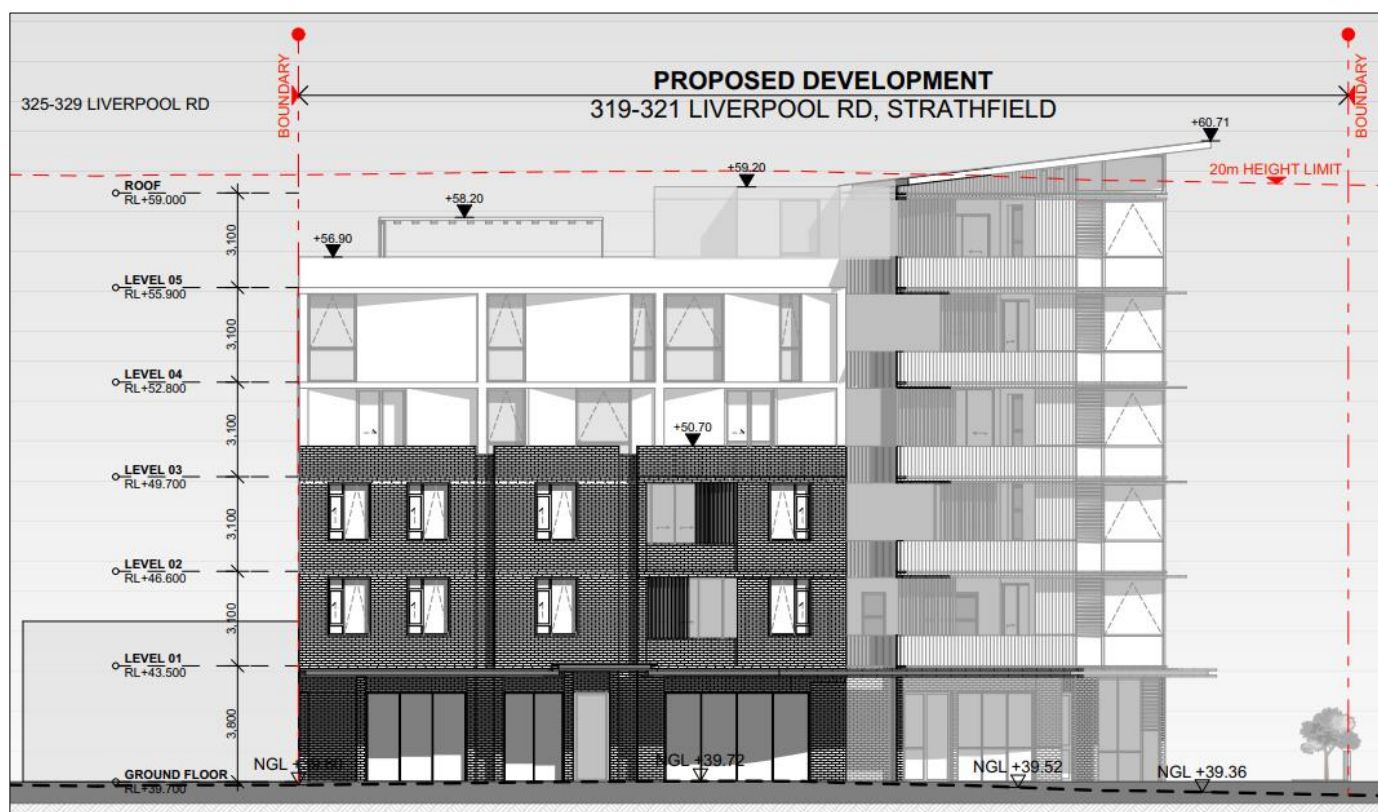 PROPOSED DEVELOPMENT
319-321 LIVERPOOL RD, STRATHFIELD
325-329 LIVERPOOL RD
BOUNDARY
BOUNDARY
+60.71
20m HEIGHT LIMIT
+59.20
+58.20
+56.90
+50.70
ROOF
RL+59.000
3,100
LEVEL 05
RL+55.900
3,100
LEVEL 04
RL+52.800
3,100
LEVEL 03
RL+49.700
3,100
LEVEL 02
RL+46.600
3,100
LEVEL 01
RL+43.500
3,800
GROUND FLOOR
RL+39.700
NGL
NGL +39.72
NGL +39.52
NGL +39.36